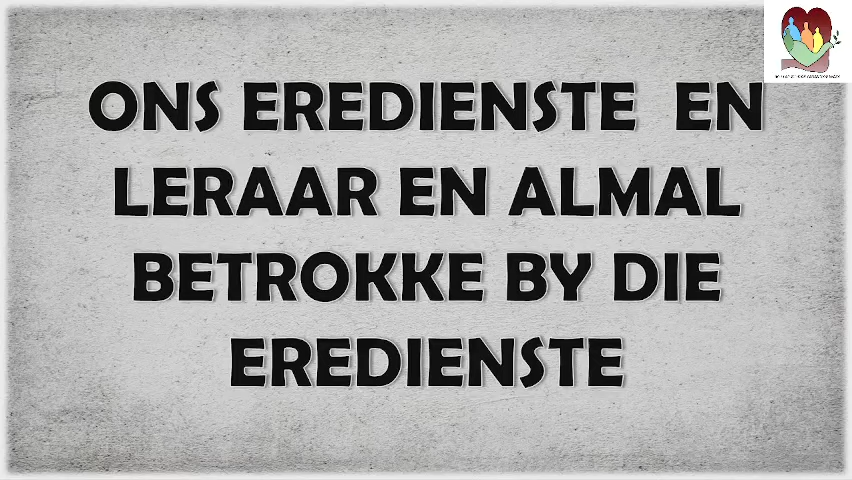 ONS EREDIENSTE EN
LERAAR EN ALMAL
BETROKKE BY DIE
EREDIENSTE